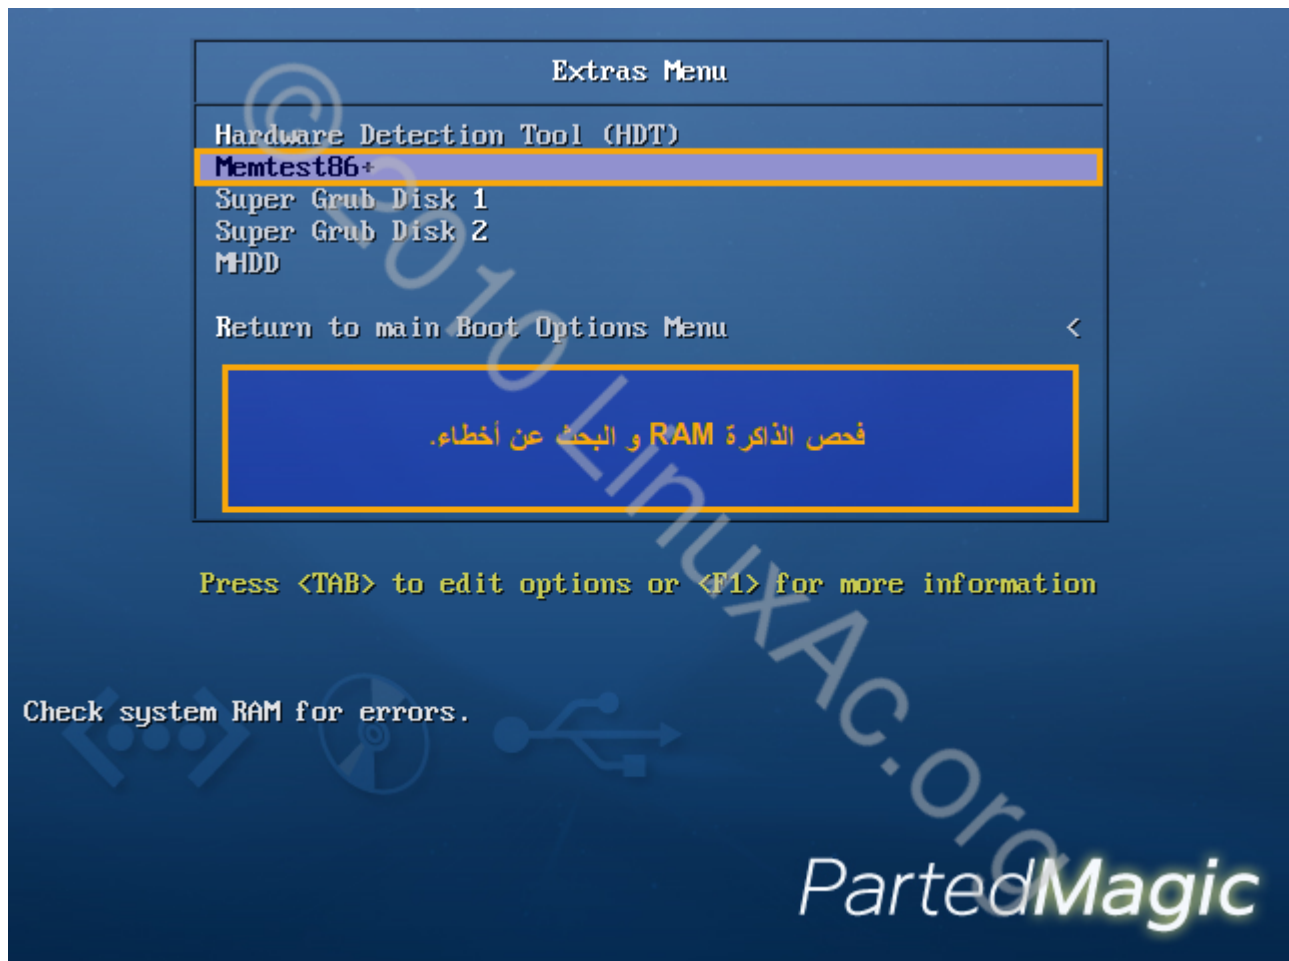 Extras Menu
Hardware Detection Tool (HDT)
Memtest86+
Super Grub Disk 1
Super Grub Disk 2
MHDD
Return to main Boot Options Menu <
فحص الذاكرة RAM و البحث عن أخطاء.
Press <TAB> to edit options or <F1> for more information
Check system RAM for errors.
© 2010 LinuxAc.org
PartedMagic